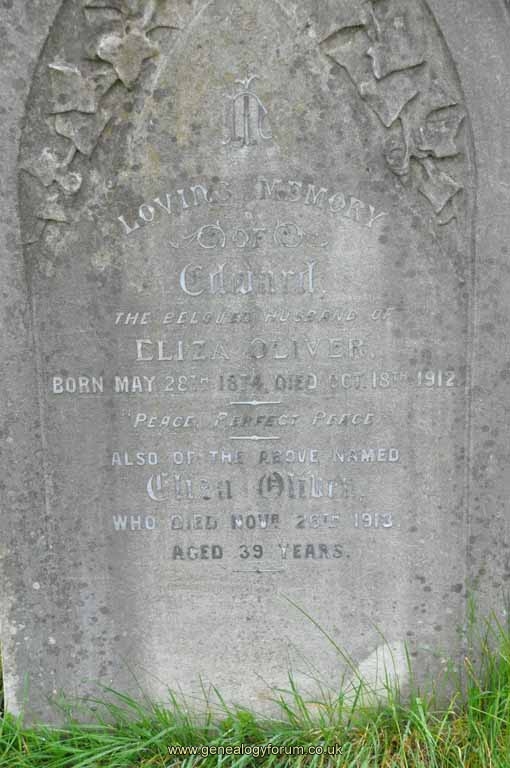 IN
LOVING MEMORY
OF
Edward,
THE BELOVED HUSBAND OF
ELIZA OLIVER,
BORN MAY 28TH 1874, DIED OCT. 18TH 1912.
"PEACE, PERFECT PEACE"
ALSO OF THE ABOVE NAMED
Eliza Oliver,
WHO DIED NOVR 26TH 1913,
AGED 39 YEARS.
www.genealogyforum.co.uk